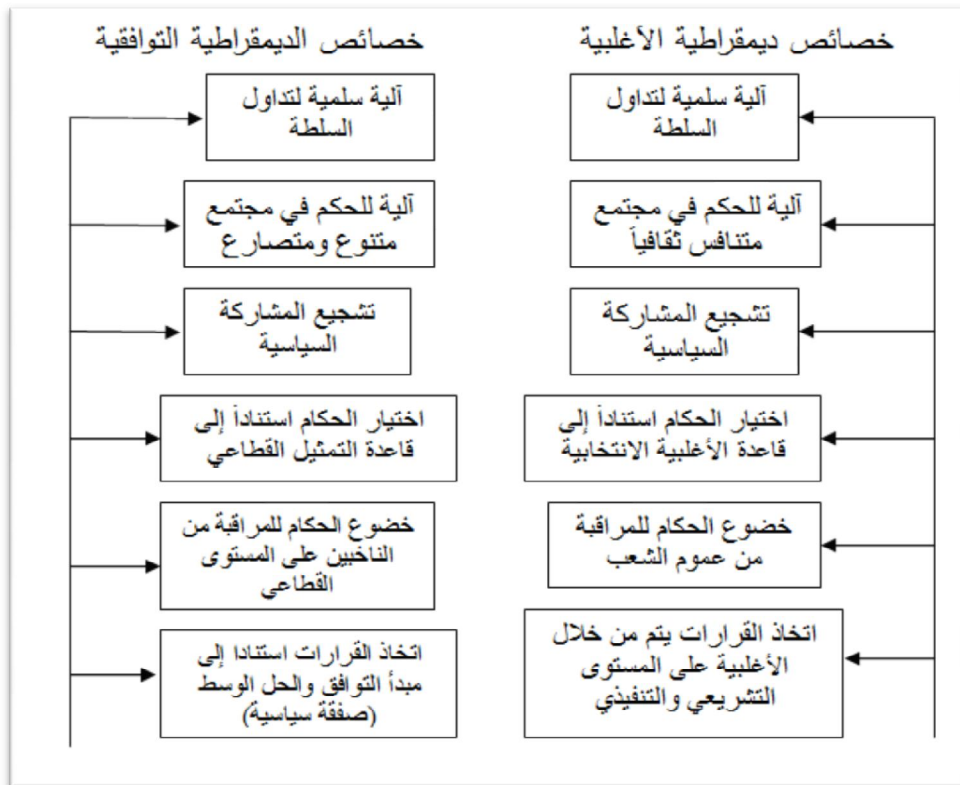 خصائص ديمقراطية الأغلبية
آلية سلمية لتداول
السلطة
آلية للحكم في مجتمع
متنافس ثقافياً
تشجيع المشاركة
السياسية
اختيار الحكام استناداً إلى
قاعدة الأغلبية الانتخابية
خضوع الحكام للمراقبة
من عموم الشعب
اتخاذ القرارات يتم من خلال
الأغلبية على المستوى
التشريعي والتنفيذي
خصائص الديمقراطية التوافقية
آلية سلمية لتداول
السلطة
آلية للحكم في مجتمع
متنوع ومتصارع
تشجيع المشاركة
السياسية
اختيار الحكام استناداً إلى
قاعدة التمثيل القطاعي
خضوع الحكام للمراقبة من
الناخبين على المستوى
القطاعي
اتخاذ القرارات استنادا إلى
مبدأ التوافق والحل الوسط
(صفقة سياسية)